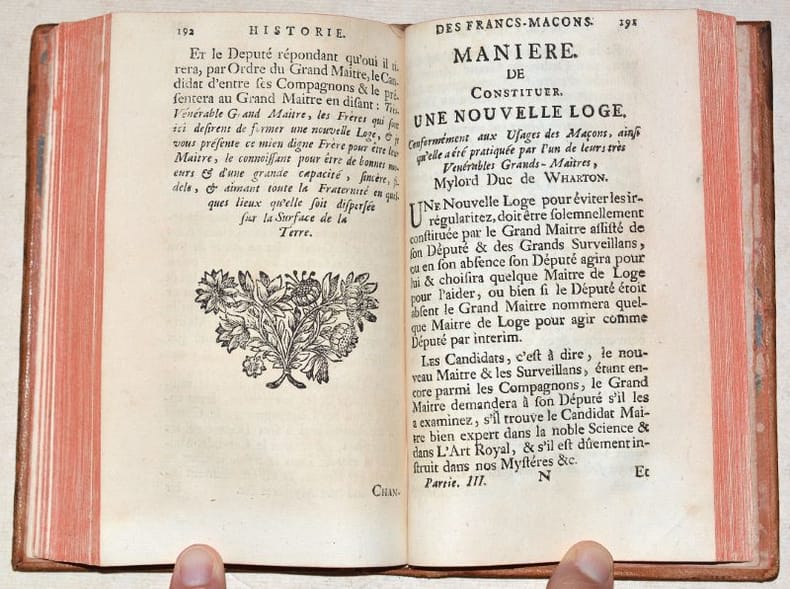 192 HISTORIE.
Et le Deputé répondant qu'oui il ti-
rera, par Ordre du Grand Maitre, le Can-
didat d'entre ſes Compagnons & le pré-
ſentera au Grand Maitre en diſant : Très
Vénérable Grand Maitre, les Frères qui ſont
ici deſirent de former une nouvelle Loge, & je
vous préſente ce mien digne Frère pour être leur
Maitre, le connoiſſant pour être de bonnes mo-
eurs & d'une grande capacité, ſincère, fi-
dele, & aimant toute la Fraternité en quel-
ques lieux qu'elle ſoit diſperſée
ſur la Surface de la
Terre.
CHAN-
DES FRANCS-MACONS. 191
MANIERE.
DE
CONSTITUER.
UNE NOUVELLE LOGE.
Conformément aux Uſages des Maçons, ainſi
qu'elle a été pratiquée par l'un de leurs très
Vénérables Grands-Maitres,
Mylord Duc de WHARTON.
UNe Nouvelle Loge pour éviter les ir-
régularitez, doit être ſolemnellement
conſtituée par le Grand Maitre aſſiſté de
ſon Député & des Grands Surveillans,
ou en ſon abſence ſon Député agira pour
lui & choiſira quelque Maitre de Loge
pour l'aider, ou bien ſi le Député étoit
abſent le Grand Maitre nommera quel-
que Maitre de Loge pour agir comme
Député par interim.
Les Candidats, c'eſt à dire, le nou-
veau Maitre & les Surveillans, étant en-
core parmi les Compagnons, le Grand
Maitre demandera à ſon Député s'il les
a examinez, s'il trouve le Candidat Mai-
tre bien expert dans la noble Science &
dans L'Art Royal, & s'il eſt dûement in-
ſtruit dans nos Myſtéres &c.
Partie. III. N Et